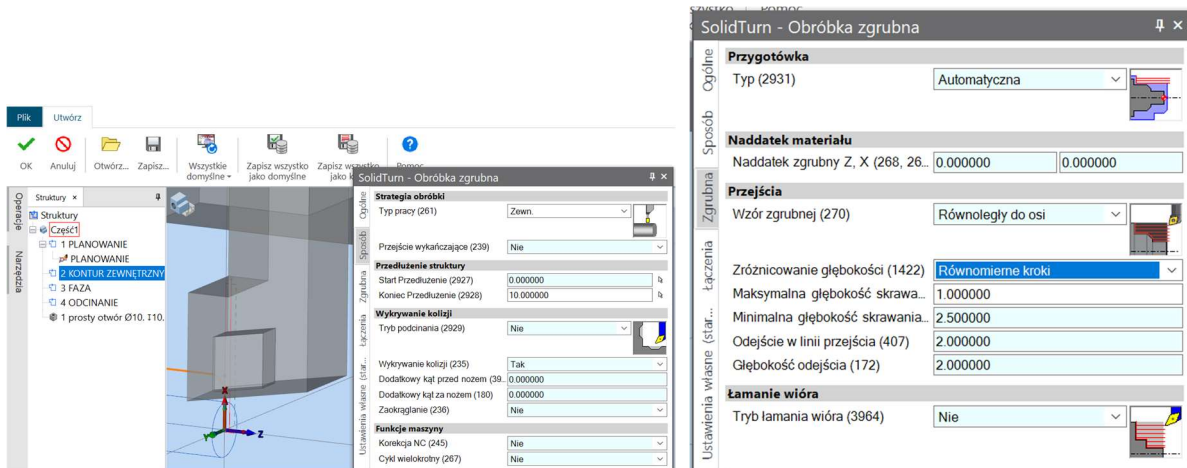 Plik
Utwórz
OK
Anuluj
Otwórz...
Zapisz...
Wszystkie
domyślne
Zapisz wszystko
jako domyślne
Zapisz wszystko
jako k
Pomoc
Operacje
Narzędzia
Struktury ×
Struktury
Część1
1 PLANOWANIE
PLANOWANIE
2 KONTUR ZEWNĘTRZNY
3 FAZA
4 ODCINANIE
1 prosty otwór Ø10. ↧10.
X
Y
Z
SolidTurn - Obróbka zgrubna
Ogólne
Sposób
Zgrubna
Łączenia
Ustawienia własne (star...
Strategia obróbki
Typ pracy (261) Zewn.
Przejście wykańczające (239) Nie
Przedłużenie struktury
Start Przedłużenie (2927) 0.000000
Koniec Przedłużenie (2928) 10.000000
Wykrywanie kolizji
Tryb podcinania (2929) Nie
Wykrywanie kolizji (235) Tak
Dodatkowy kąt przed nożem (39... 0.000000
Dodatkowy kąt za nożem (180) 0.000000
Zaokrąglanie (236) Nie
Funkcje maszyny
Korekcja NC (245) Nie
Cykl wielokrotny (267) Nie
Pomoc
SolidTurn - Obróbka zgrubna
Ogólne
Sposób
Zgrubna
Łączenia
Ustawienia własne (star...
Przygotówka
Typ (2931) Automatyczna
Naddatek materiału
Naddatek zgrubny Z, X (268, 26... 0.000000 0.000000
Przejścia
Wzór zgrubnej (270) Równoległy do osi
Zróżnicowanie głębokości (1422) Równomierne kroki
Maksymalna głębokość skrawa... 1.000000
Minimalna głębokość skrawania... 2.500000
Odejście w linii przejścia (407) 2.000000
Głębokość odejścia (172) 2.000000
Łamanie wióra
Tryb łamania wióra (3964) Nie